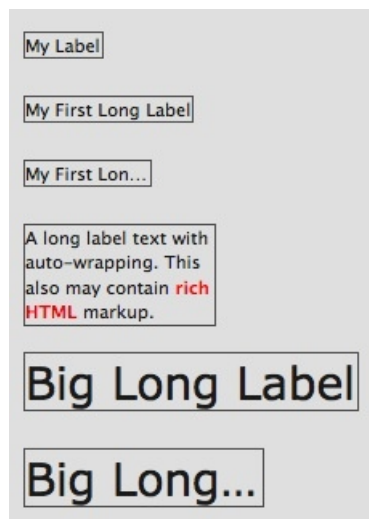 My Label
My First Long Label
My First Lon...
A long label text with
auto-wrapping. This
also may contain rich
HTML markup.
Big Long Label
Big Long...